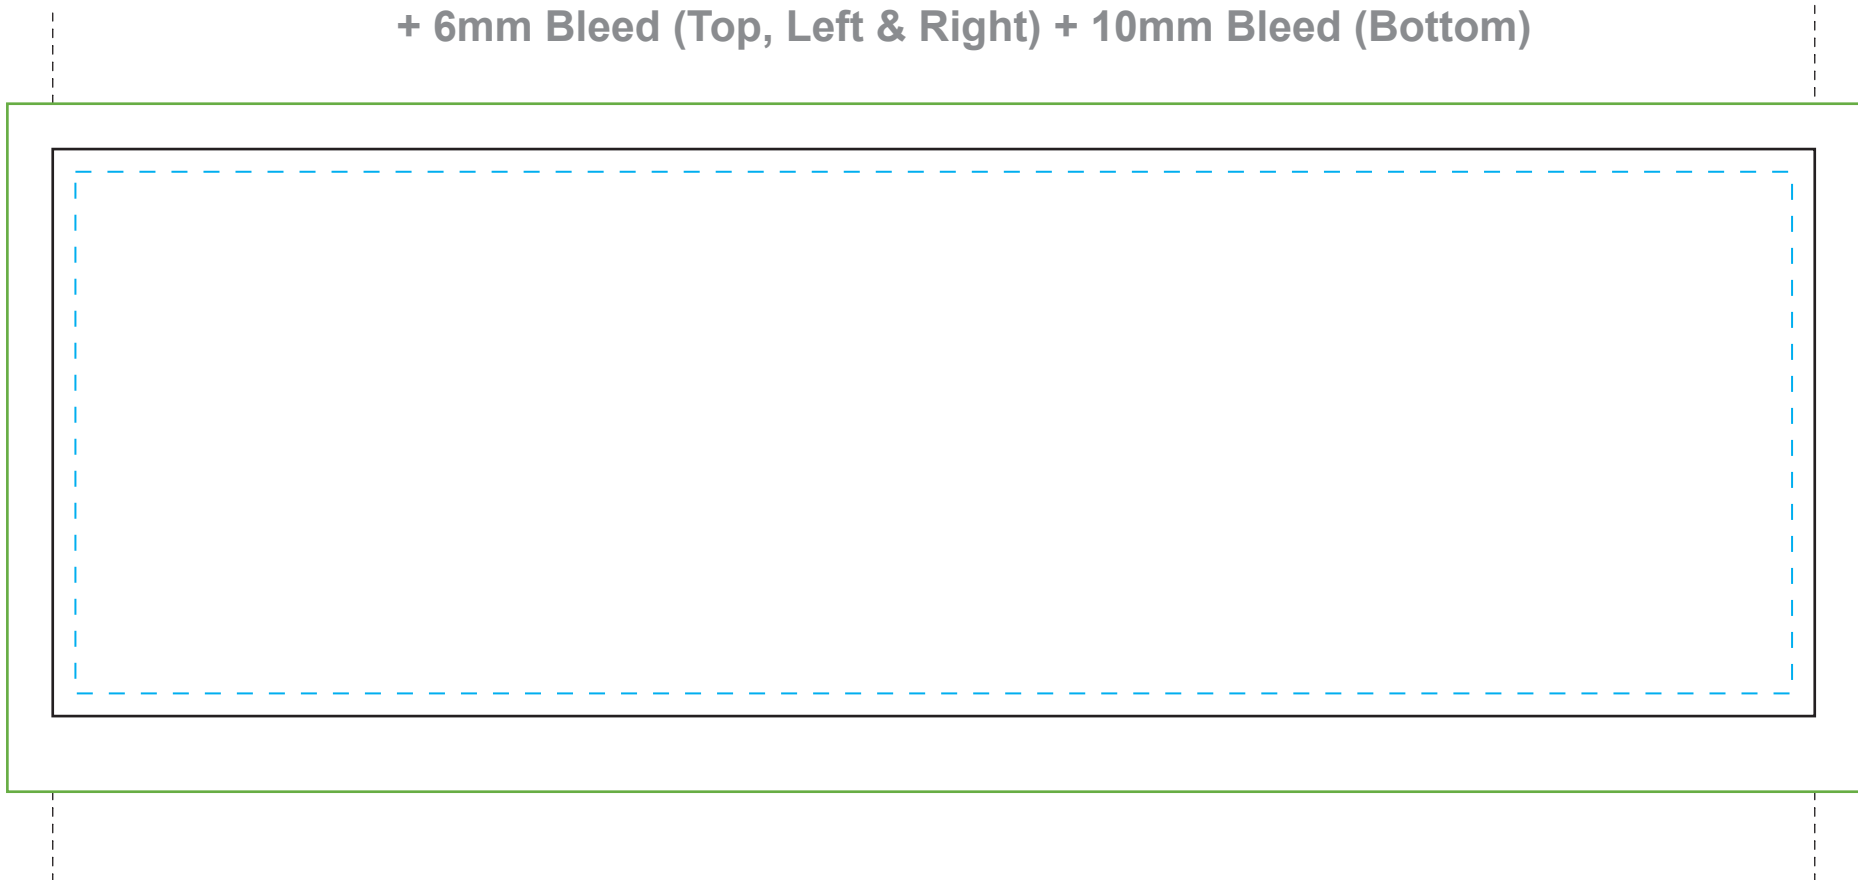 + 6mm Bleed (Top, Left & Right) + 10mm Bleed (Bottom)